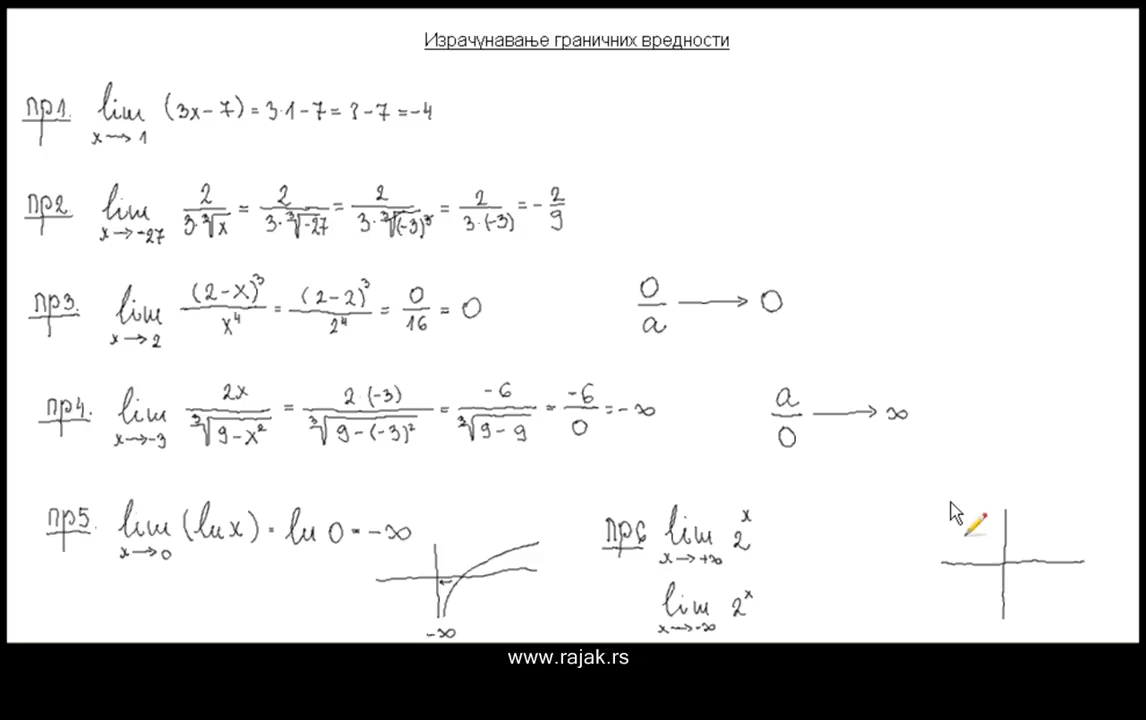 Израчунавање граничних вредности
пр1. lim x→1 (3x-7) = 3·1-7 = 3-7 = -4
пр2. lim x→-27 2/(3·∛x) = 2/(3·∛-27) = 2/(3·∛(-3)³) = 2/(3·(-3)) = -2/9
пр3. lim x→2 (2-x)³/x⁴ = (2-2)³/2⁴ = 0/16 = 0 0/a → 0
пр4. lim x→-3 2x/∛(9-x²) = 2·(-3)/∛(9-(-3)²) = -6/∛(9-9) = -6/0 = -∞ a/0 → ∞
пр5. lim x→0 (ln x) = ln 0 = -∞
-∞
пр6 lim x→+∞ 2ˣ
lim x→-∞ 2ˣ
www.rajak.rs